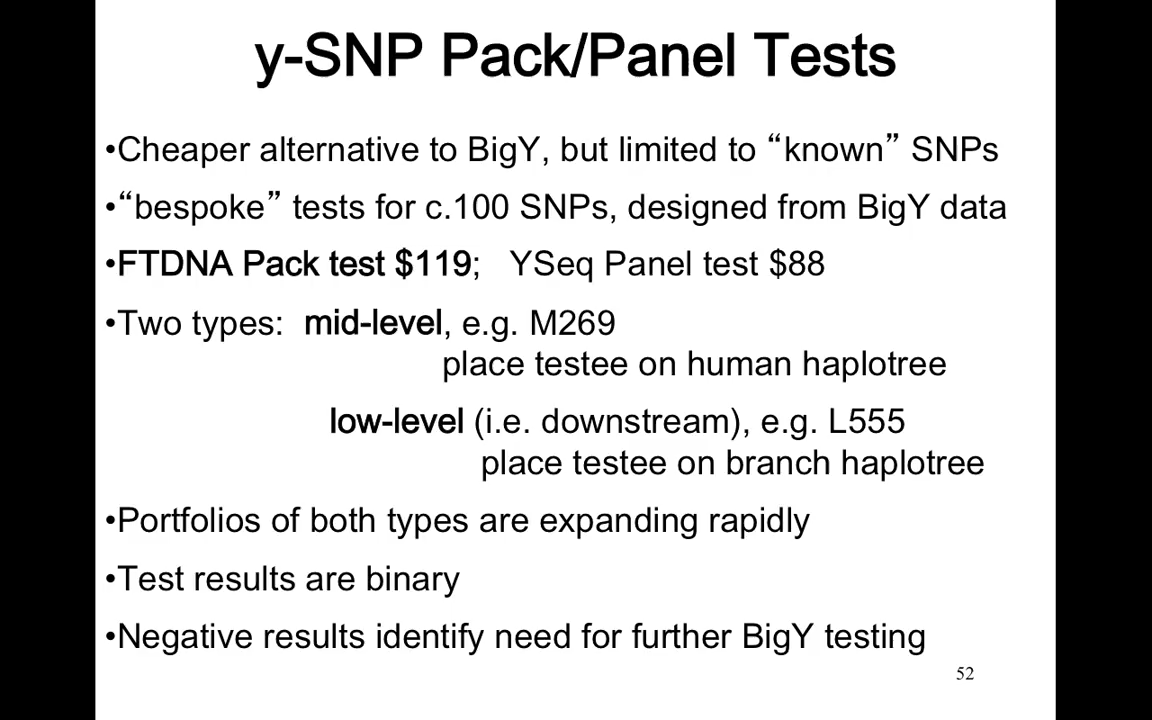 y-SNP Pack/Panel Tests
•Cheaper alternative to BigY, but limited to “known” SNPs
•“bespoke” tests for c.100 SNPs, designed from BigY data
•FTDNA Pack test $119; YSeq Panel test $88
•Two types: mid-level, e.g. M269
place testee on human haplotree
low-level (i.e. downstream), e.g. L555
place testee on branch haplotree
•Portfolios of both types are expanding rapidly
•Test results are binary
•Negative results identify need for further BigY testing
52